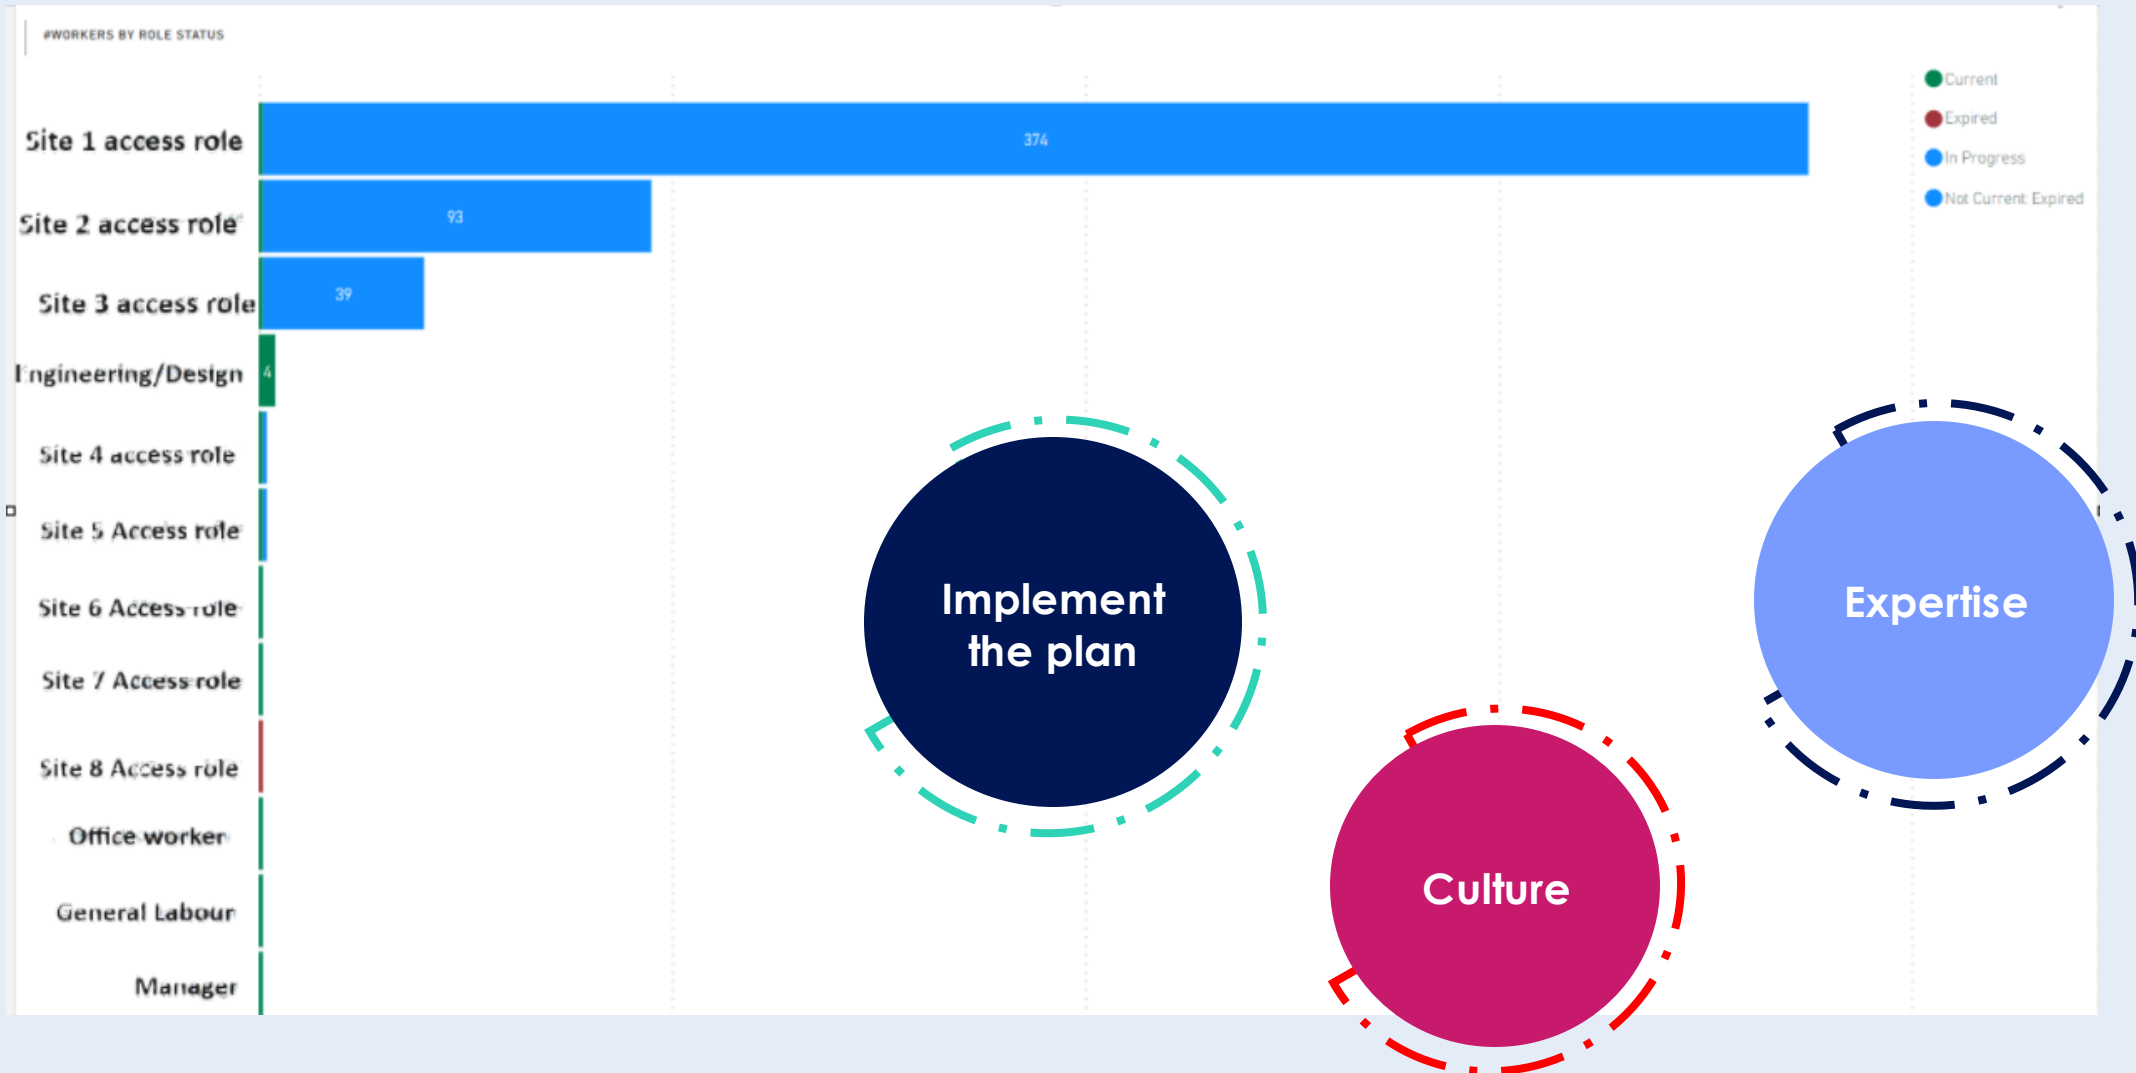 #WORKERS BY ROLE STATUS
Current
Expired
In Progress
Not Current: Expired
Site 1 access role
374
Site 2 access role
93
Site 3 access role
39
Engineering/Design
4
Site 4 access role
Site 5 Access role
Site 6 Access role
Site 7 Access role
Site 8 Access role
Office worker
General Labour
Manager
Implement
the plan
Expertise
Culture